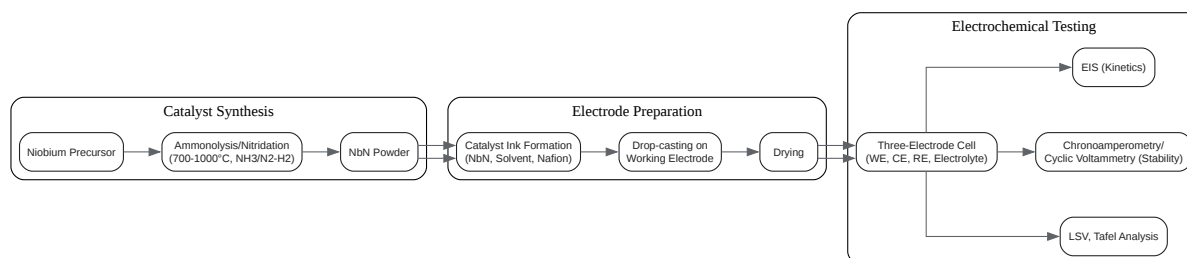 Catalyst Synthesis
Niobium Precursor
Ammonolysis/Nitridation
(700-1000°C, NH3/N2-H2)
NbN Powder
Electrode Preparation
Catalyst Ink Formation
(NbN, Solvent, Nafion)
Drop-casting on
Working Electrode
Drying
Electrochemical Testing
Three-Electrode Cell
(WE, CE, RE, Electrolyte)
EIS (Kinetics)
Chronoamperometry/
Cyclic Voltammetry (Stability)
LSV, Tafel Analysis